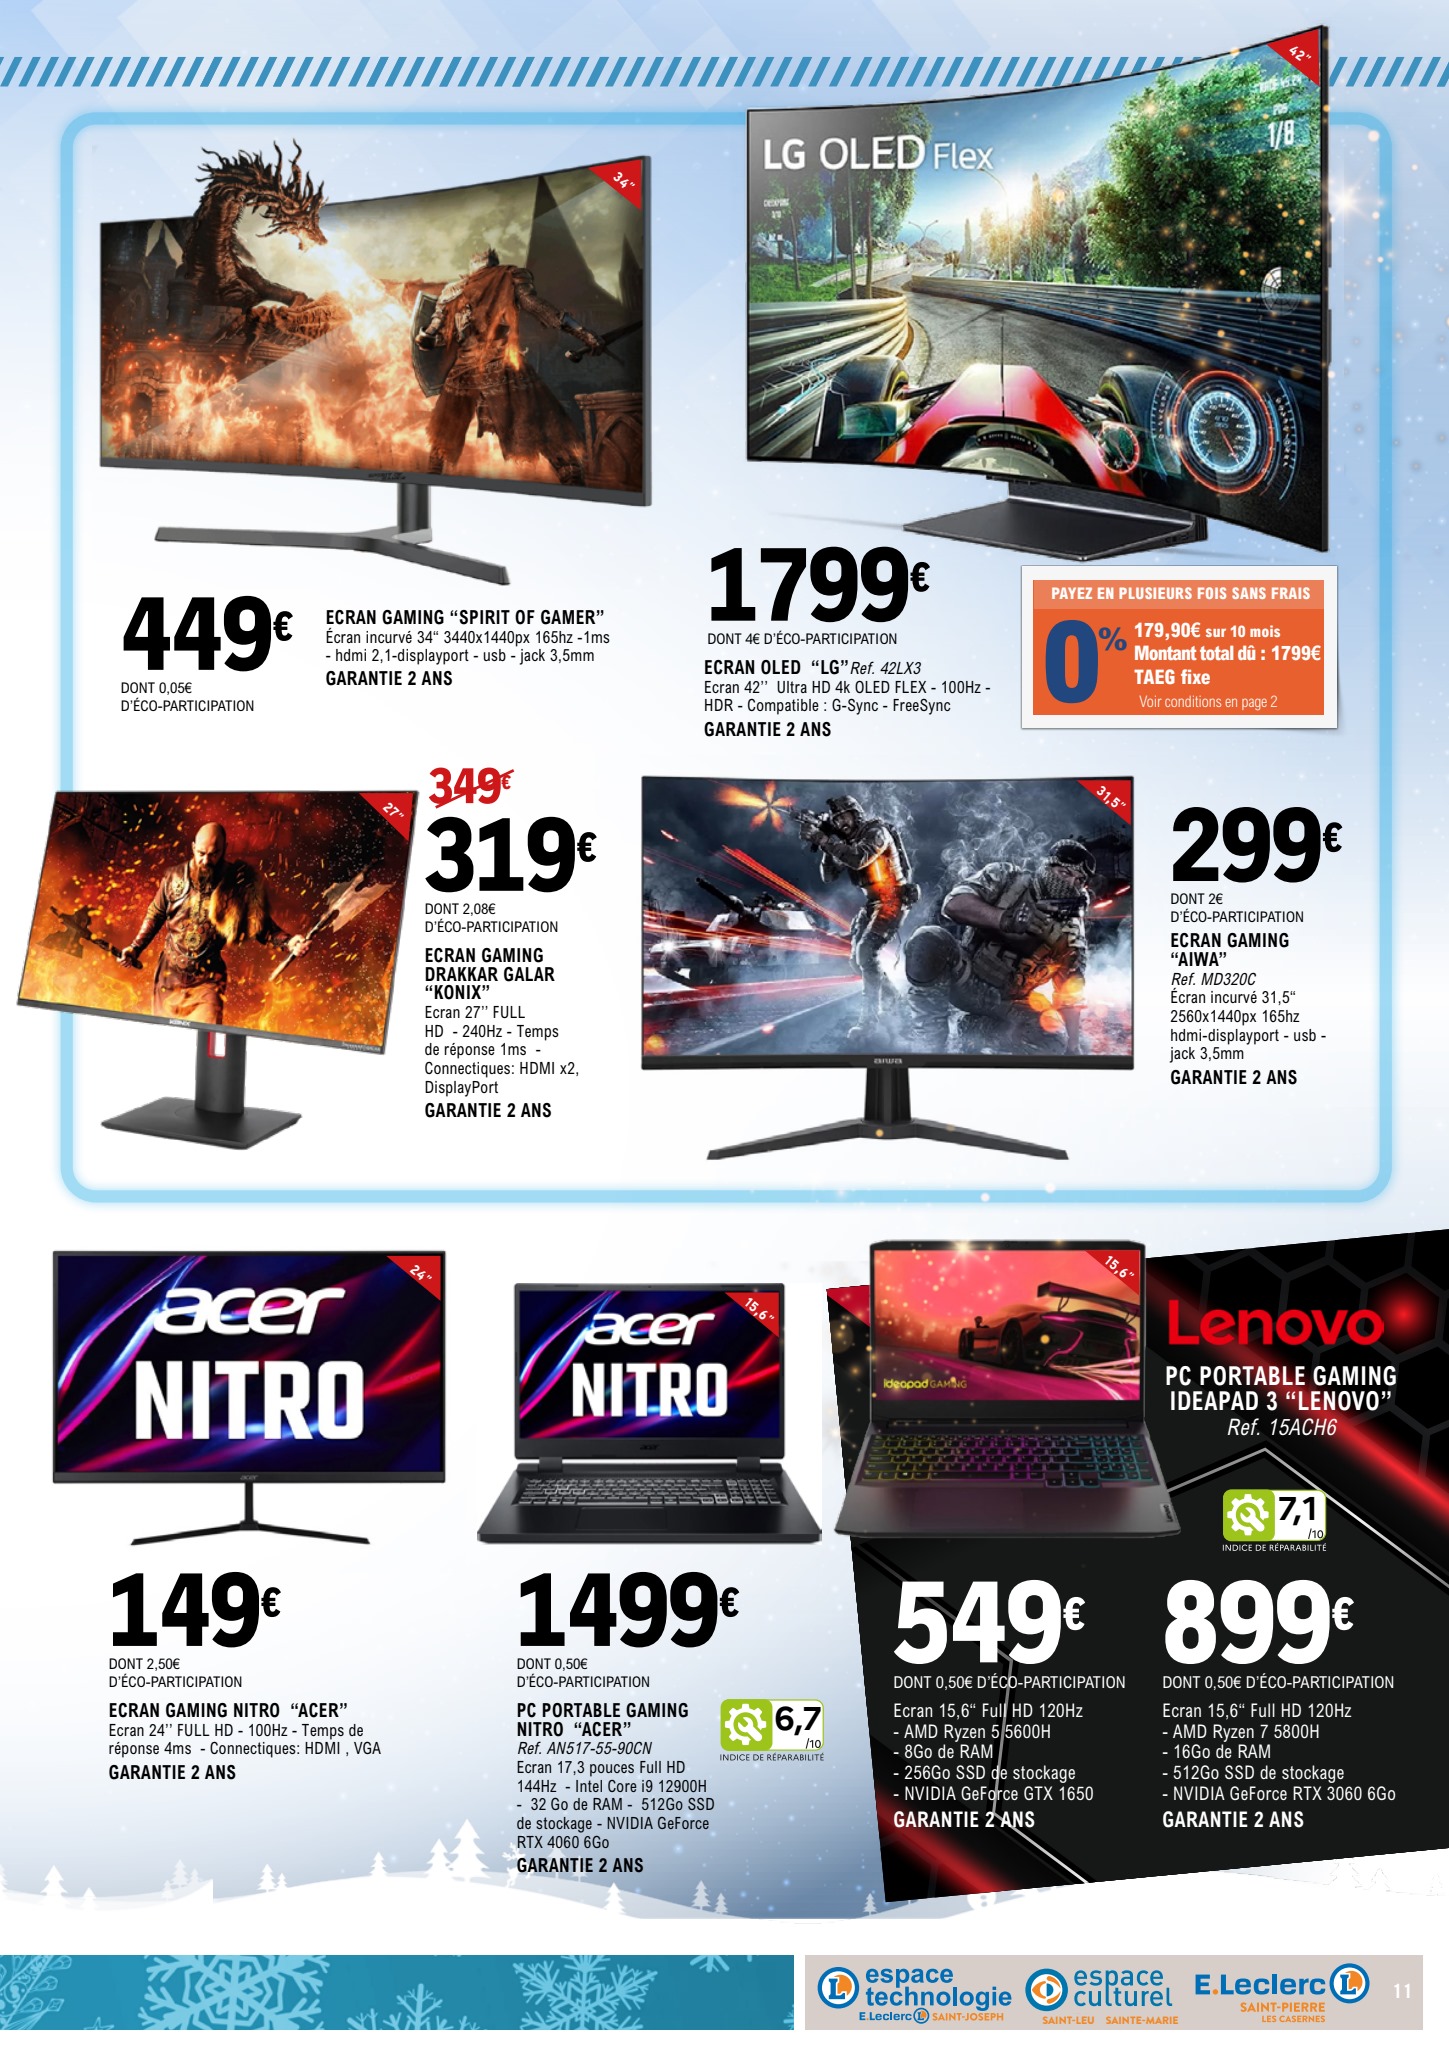 34"
42"
LG OLED Flex
1/8
449€
DONT 0,05€
D'ÉCO-PARTICIPATION
ECRAN GAMING “SPIRIT OF GAMER”
Écran incurvé 34“ 3440x1440px 165hz -1ms
- hdmi 2,1-displayport - usb - jack 3,5mm
GARANTIE 2 ANS
1799€
DONT 4€ D'ÉCO-PARTICIPATION
ECRAN OLED “LG” Ref. 42LX3
Ecran 42’’ Ultra HD 4k OLED FLEX - 100Hz -
HDR - Compatible : G-Sync - FreeSync
GARANTIE 2 ANS
PAYEZ EN PLUSIEURS FOIS SANS FRAIS
0%
179,90€ sur 10 mois
Montant total dû : 1799€
TAEG fixe
Voir conditions en page 2
27"
KONIX
349€
319€
DONT 2,08€
D'ÉCO-PARTICIPATION
ECRAN GAMING
DRAKKAR GALAR
“KONIX”
Ecran 27’’ FULL
HD - 240Hz - Temps
de réponse 1ms -
Connectiques: HDMI x2,
DisplayPort
GARANTIE 2 ANS
31,5"
aiwa
299€
DONT 2€
D'ÉCO-PARTICIPATION
ECRAN GAMING
“AIWA”
Ref. MD320C
Écran incurvé 31,5“
2560x1440px 165hz
hdmi-displayport - usb -
jack 3,5mm
GARANTIE 2 ANS
24"
acer
NITRO
acer
149€
DONT 2,50€
D'ÉCO-PARTICIPATION
ECRAN GAMING NITRO “ACER”
Ecran 24’’ FULL HD - 100Hz - Temps de
réponse 4ms - Connectiques: HDMI , VGA
GARANTIE 2 ANS
15,6"
acer
NITRO
acer
1499€
DONT 0,50€
D'ÉCO-PARTICIPATION
PC PORTABLE GAMING
NITRO “ACER”
Ref. AN517-55-90CN
Ecran 17,3 pouces Full HD
144Hz - Intel Core i9 12900H
- 32 Go de RAM - 512Go SSD
de stockage - NVIDIA GeForce
RTX 4060 6Go
GARANTIE 2 ANS
6,7
/10
INDICE DE RÉPARABILITÉ
15,6"
ideapad GAMING
Lenovo
PC PORTABLE GAMING
IDEAPAD 3 “LENOVO”
Ref. 15ACH6
7,1
/10
INDICE DE RÉPARABILITÉ
549€
DONT 0,50€ D'ÉCO-PARTICIPATION
Ecran 15,6“ Full HD 120Hz
- AMD Ryzen 5 5600H
- 8Go de RAM
- 256Go SSD de stockage
- NVIDIA GeForce GTX 1650
GARANTIE 2 ANS
899€
DONT 0,50€ D'ÉCO-PARTICIPATION
Ecran 15,6“ Full HD 120Hz
- AMD Ryzen 7 5800H
- 16Go de RAM
- 512Go SSD de stockage
- NVIDIA GeForce RTX 3060 6Go
GARANTIE 2 ANS
espace
technologie
E.Leclerc SAINT-JOSEPH
espace
culturel
SAINT-LEU SAINTE-MARIE
E.Leclerc
SAINT-PIERRE
LES CASERNES
11